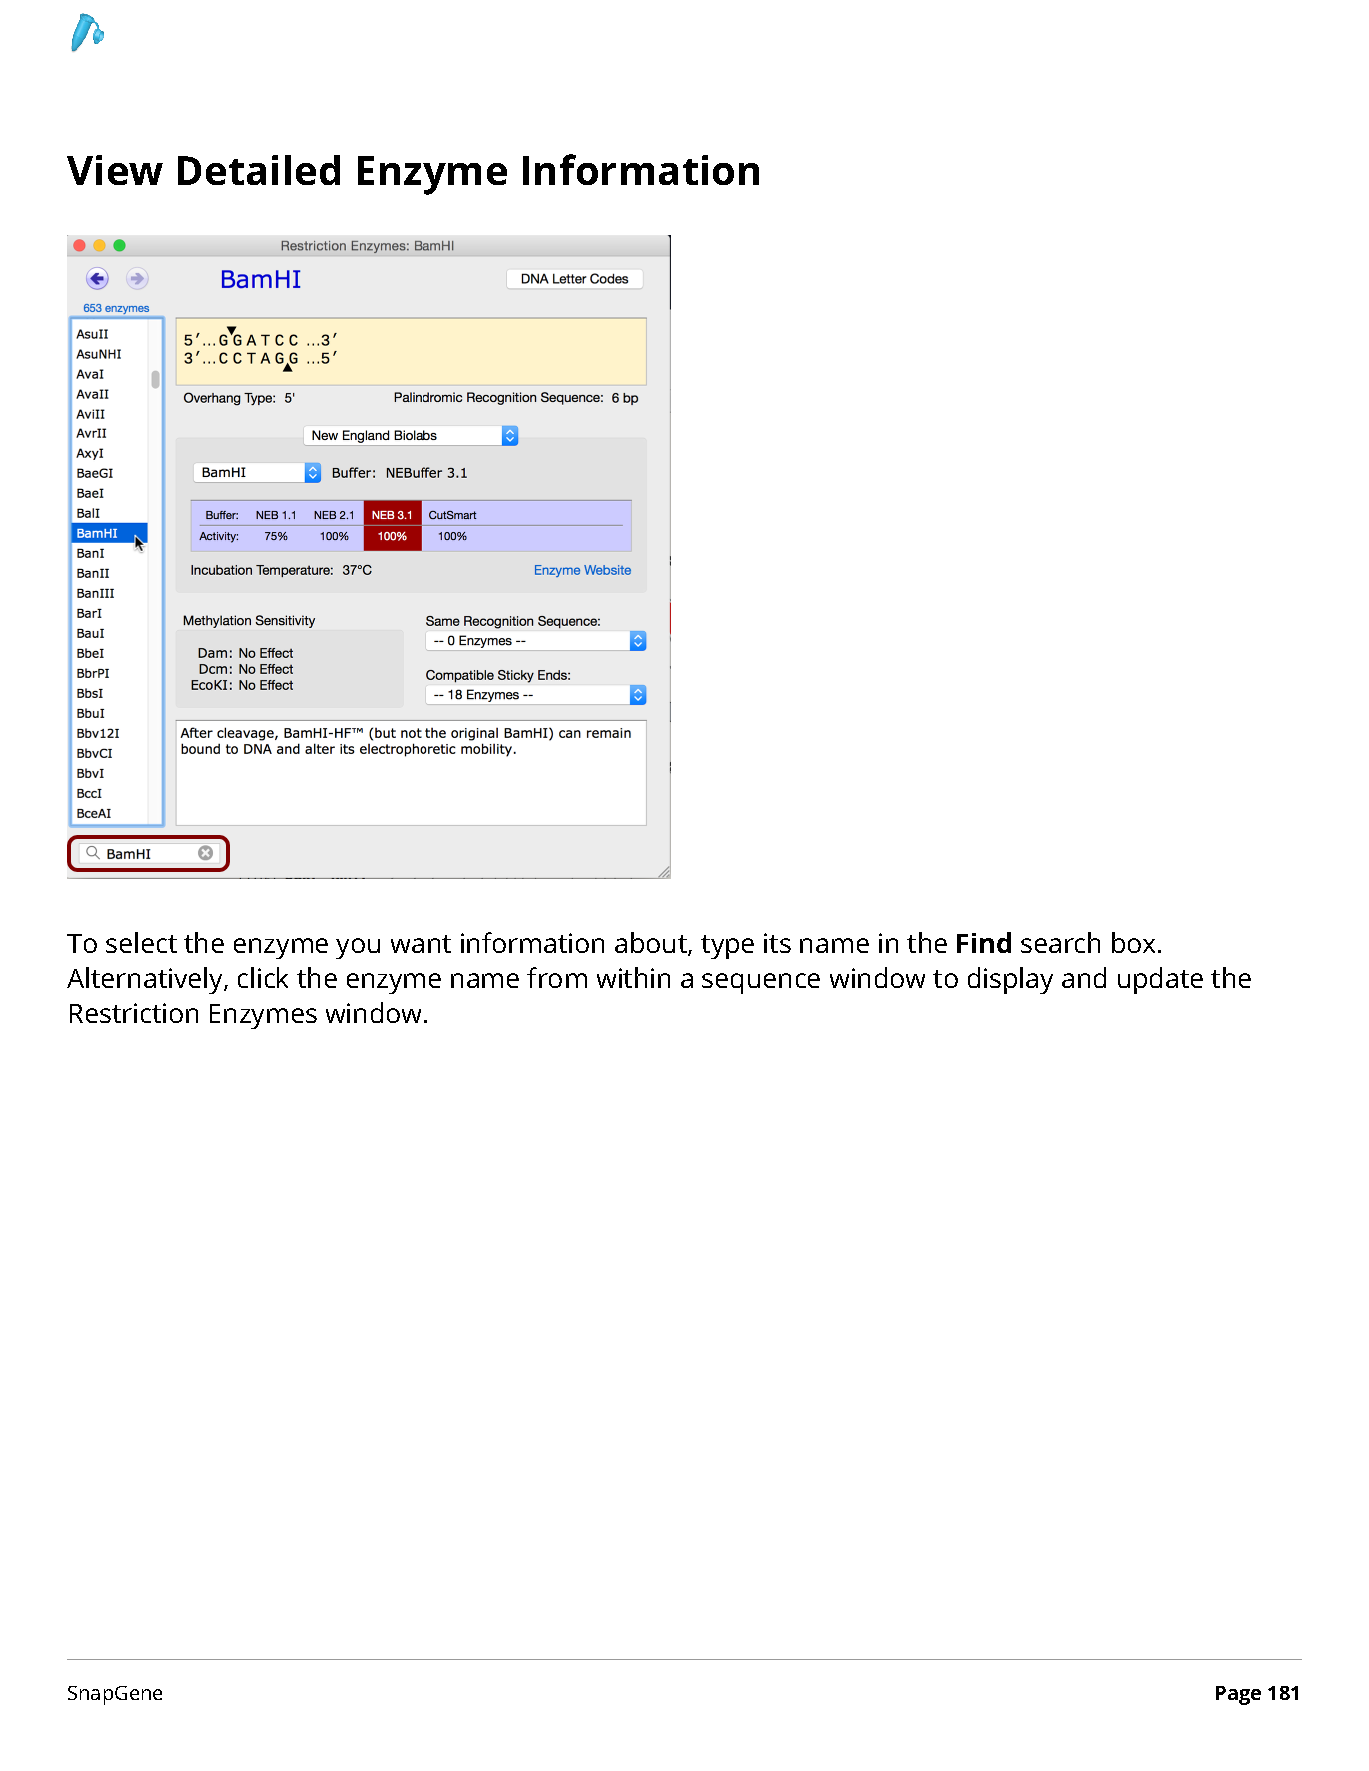 View Detailed Enzyme Information
Restriction Enzymes: BamHI
BamHI
DNA Letter Codes
653 enzymes
AsuII
AsuNHI
AvaI
AvaII
AviII
AvrII
AxyI
BaeGI
BaeI
BalI
BamHI
BanI
BanII
BanIII
BarI
BauI
BbeI
BbrPI
BbsI
BbuI
Bbv12I
BbvCI
BbvI
BccI
BceAI
BamHI
5′...G G A T C C ...3′
3′...C C T A G G ...5′
Overhang Type: 5' Palindromic Recognition Sequence: 6 bp
New England Biolabs
BamHI Buffer: NEBuffer 3.1
Buffer: NEB 1.1 NEB 2.1 NEB 3.1 CutSmart
Activity: 75% 100% 100% 100%
Incubation Temperature: 37°C Enzyme Website
Methylation Sensitivity
Dam: No Effect
Dcm: No Effect
EcoKI: No Effect
Same Recognition Sequence:
-- 0 Enzymes --
Compatible Sticky Ends:
-- 18 Enzymes --
After cleavage, BamHI-HF™ (but not the original BamHI) can remain
bound to DNA and alter its electrophoretic mobility.
To select the enzyme you want information about, type its name in the Find search box.
Alternatively, click the enzyme name from within a sequence window to display and update the
Restriction Enzymes window.
SnapGene Page 181